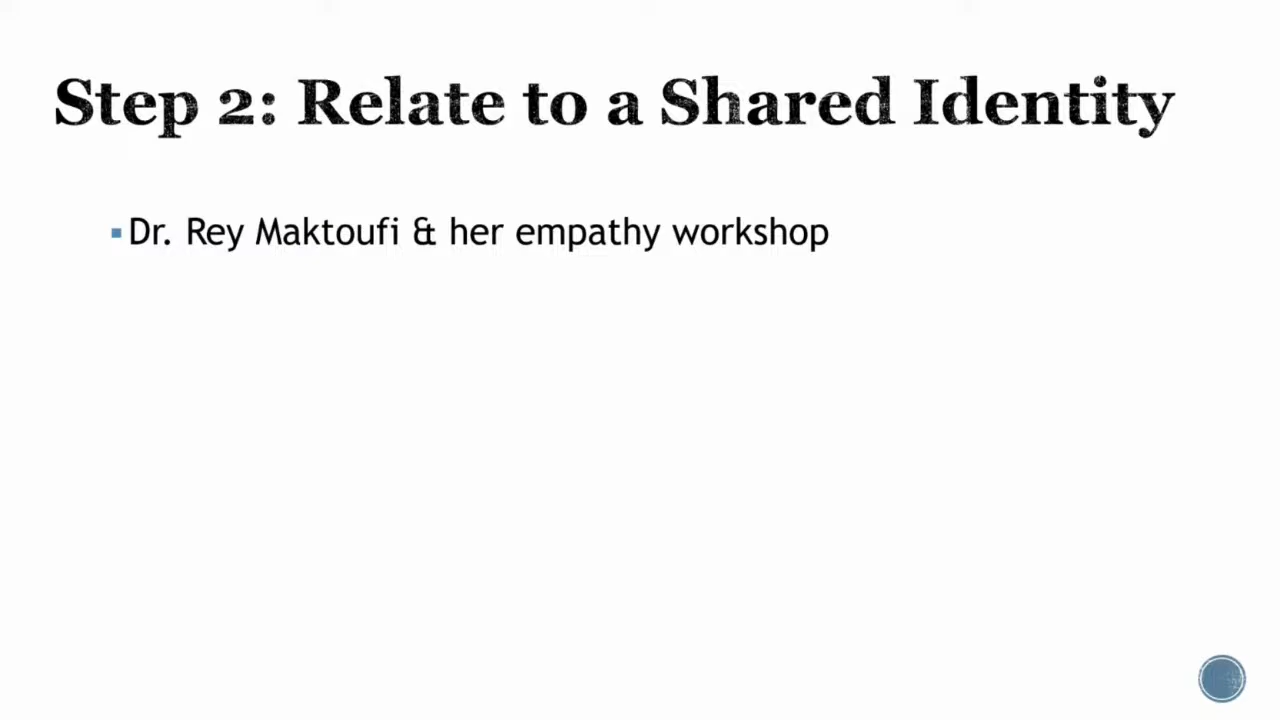 Step 2: Relate to a Shared Identity
Dr. Rey Maktoufi & her empathy workshop